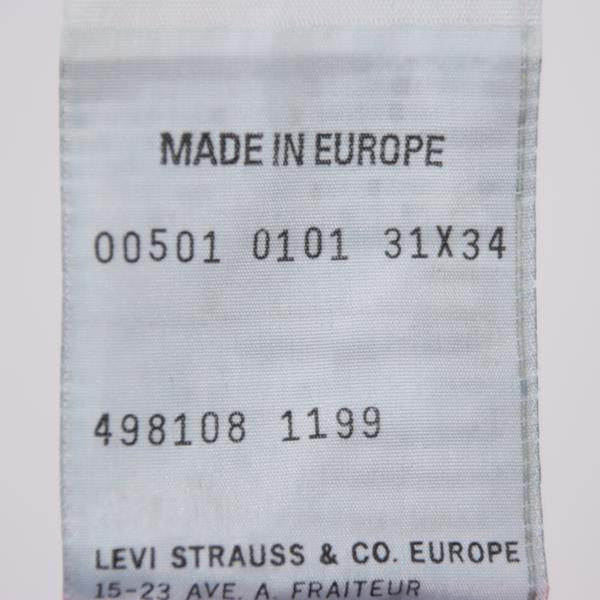 MADE IN EUROPE
00501 0101 31X34
498108 1199
LEVI STRAUSS & CO. EUROPE
15-23 AVE. A. FRAITEUR